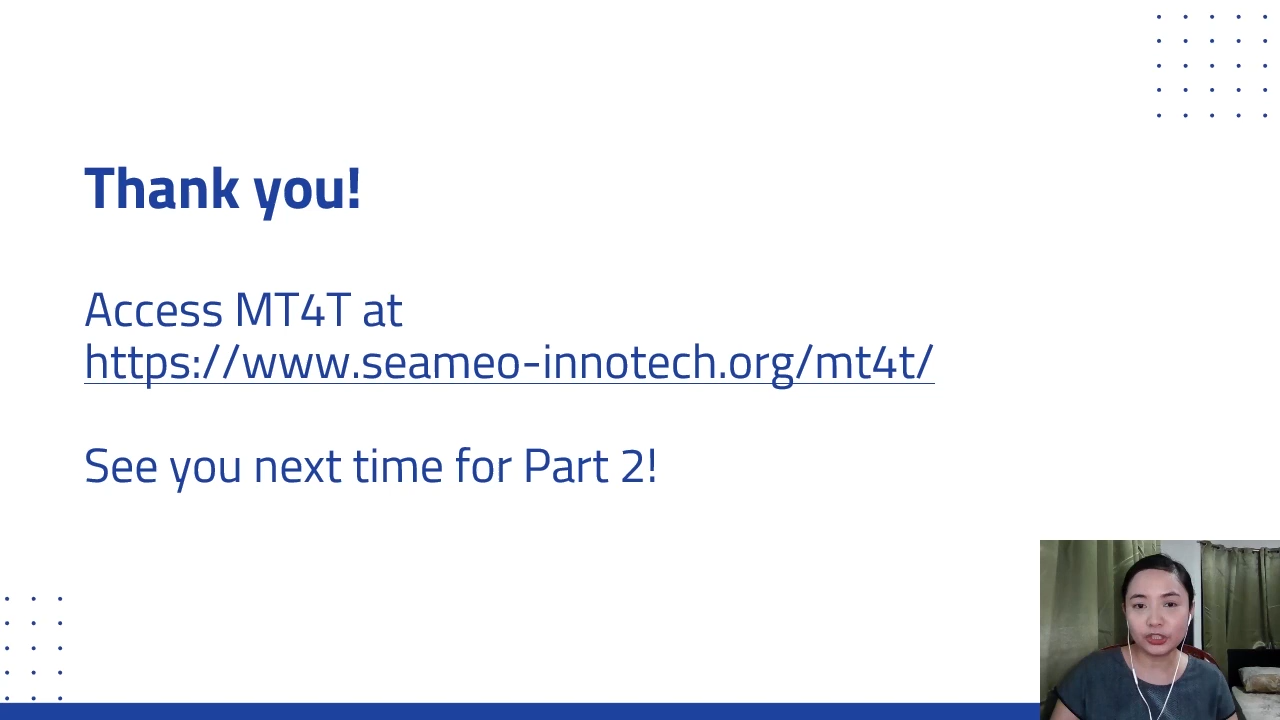 Thank you!
Access MT4T at
https://www.seameo-innotech.org/mt4t/
See you next time for Part 2!